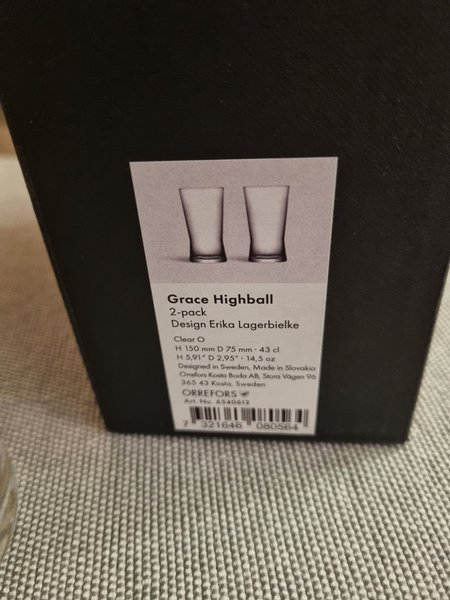 Grace Highball
2-pack
Design Erika Lagerbielke
Clear O
H 150 mm D 75 mm · 43 cl
H 5,91" D 2,95" · 14,5 oz
Designed in Sweden, Made in Slovakia
Orrefors Kosta Boda AB, Stora Vägen 96
365 43 Kosta, Sweden
ORREFORS
Art. No. 6540612
7 321646 080564